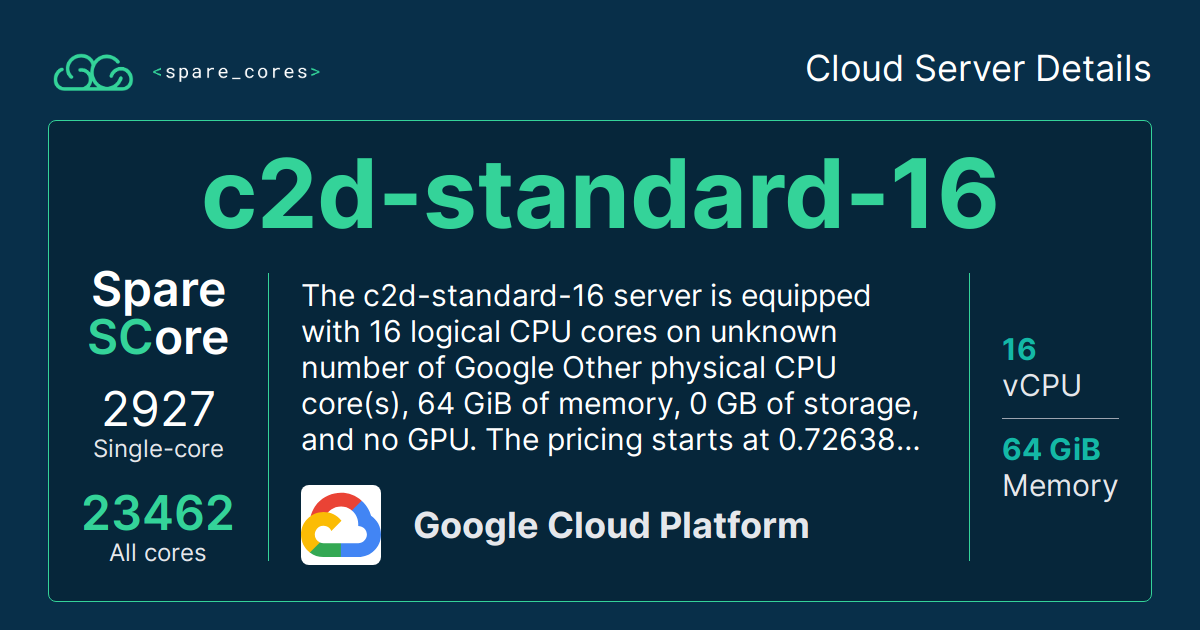 <spare_cores>
Cloud Server Details
c2d-standard-16
Spare
SCore
2927
Single-core
23462
All cores
The c2d-standard-16 server is equipped
with 16 logical CPU cores on unknown
number of Google Other physical CPU
core(s), 64 GiB of memory, 0 GB of storage,
and no GPU. The pricing starts at 0.72638...
Google Cloud Platform
16
vCPU
64 GiB
Memory